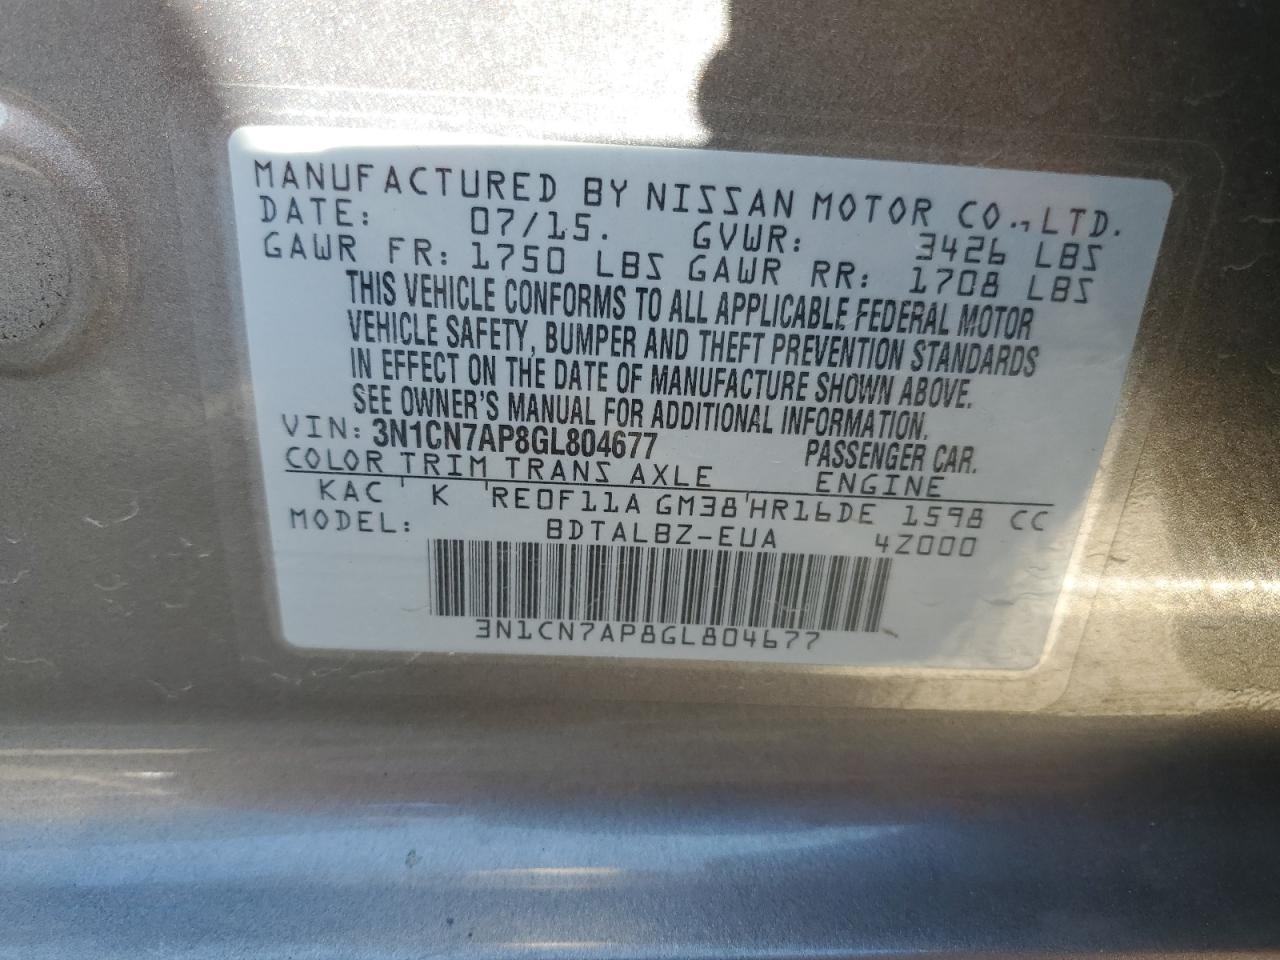 MANUFACTURED BY NISSAN MOTOR CO., LTD.
DATE: 07/15. GVWR: 3426 LBS
GAWR FR: 1750 LBS GAWR RR: 1708 LBS
THIS VEHICLE CONFORMS TO ALL APPLICABLE FEDERAL MOTOR
VEHICLE SAFETY, BUMPER AND THEFT PREVENTION STANDARDS
IN EFFECT ON THE DATE OF MANUFACTURE SHOWN ABOVE.
SEE OWNER'S MANUAL FOR ADDITIONAL INFORMATION.
VIN: 3N1CN7AP8GL804677 PASSENGER CAR.
COLOR TRIM TRANS AXLE ENGINE
KAC ' K 'RE0F11A GM38'HR16DE 1598 CC
MODEL: BDTALBZ-EUA 4Z000
3N1CN7AP8GL804677